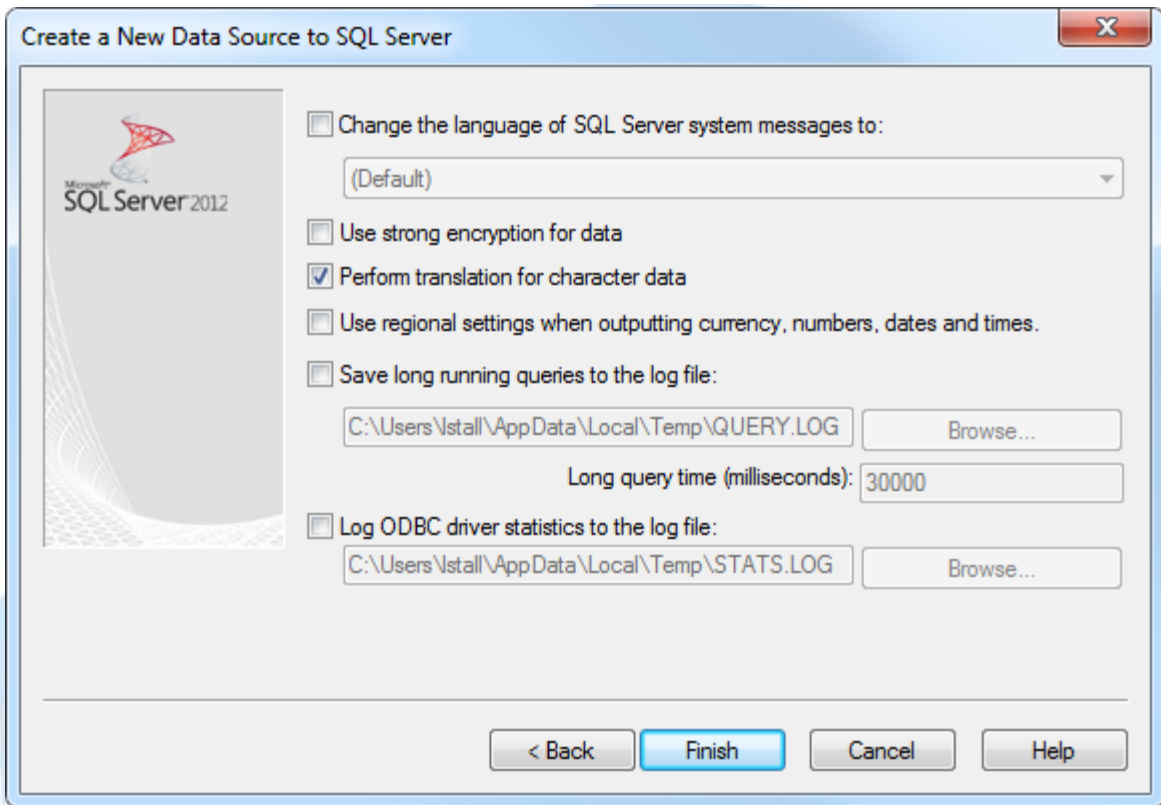 Create a New Data Source to SQL Server
X
Microsoft
SQL Server 2012
Change the language of SQL Server system messages to:
(Default)
Use strong encryption for data
Perform translation for character data
Use regional settings when outputting currency, numbers, dates and times.
Save long running queries to the log file:
C:\Users\lstall\AppData\Local\Temp\QUERY.LOG
Browse...
Long query time (milliseconds):
30000
Log ODBC driver statistics to the log file:
C:\Users\lstall\AppData\Local\Temp\STATS.LOG
Browse...
< Back
Finish
Cancel
Help